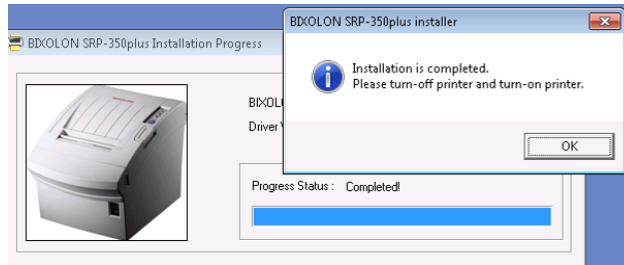 BIXOLON SRP-350plus installer
BIXOLON SRP-350plus Installation Progress
Installation is completed.
Please turn-off printer and turn-on printer.
OK
Driver
Progress Status : Completed!